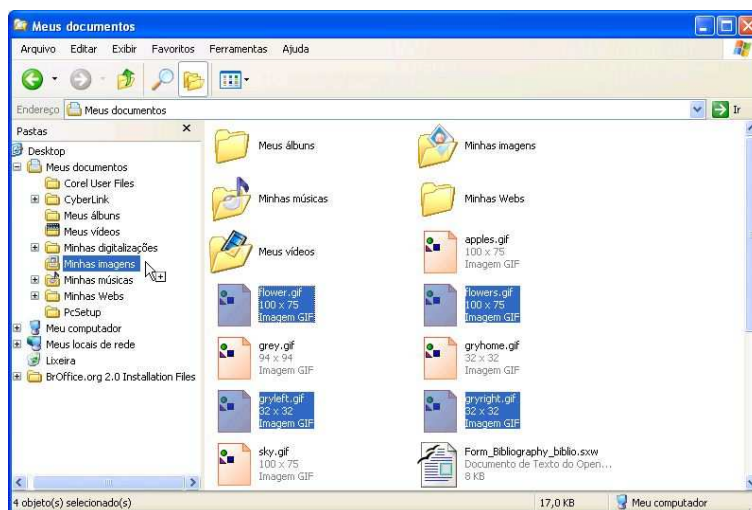 Meus documentos
Arquivo Editar Exibir Favoritos Ferramentas Ajuda
Endereço Meus documentos Ir
Pastas
Desktop
Meus documentos
Corel User Files
CyberLink
Meus álbuns
Meus vídeos
Minhas digitalizações
Minhas imagens
Minhas músicas
Minhas Webs
PcSetup
Meu computador
Meus locais de rede
Lixeira
BrOffice.org 2.0 Installation Files
Meus álbuns
Minhas imagens
Minhas músicas
Minhas Webs
Meus vídeos
apples.gif
100 x 75
Imagem GIF
flower.gif
100 x 75
Imagem GIF
flowers.gif
100 x 75
Imagem GIF
grey.gif
94 x 94
Imagem GIF
gryhome.gif
32 x 32
Imagem GIF
gryleft.gif
32 x 32
Imagem GIF
gryright.gif
32 x 32
Imagem GIF
sky.gif
100 x 75
Imagem GIF
Form_Bibliography_biblio.sxw
Documento de Texto do Open...
8 KB
4 objeto(s) selecionado(s) 17,0 KB Meu computador